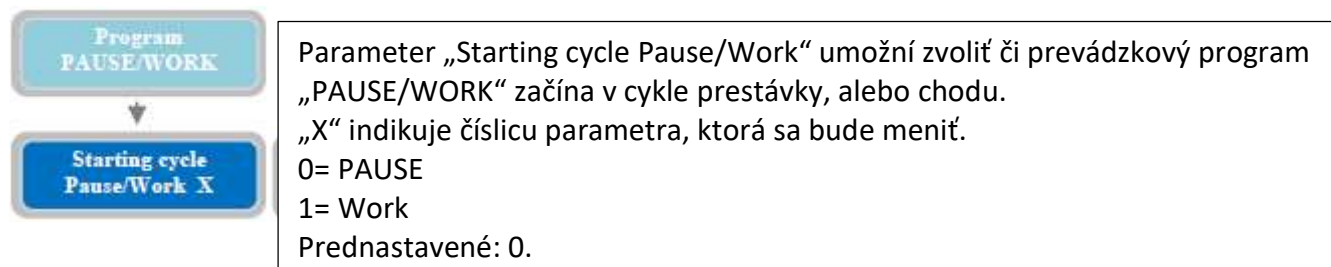 Program
PAUSE/WORK
Starting cycle
Pause/Work X
Parameter „Starting cycle Pause/Work“ umožní zvoliť či prevádzkový program
„PAUSE/WORK“ začína v cykle prestávky, alebo chodu.
„X“ indikuje číslicu parametra, ktorá sa bude meniť.
0= PAUSE
1= Work
Prednastavené: 0.